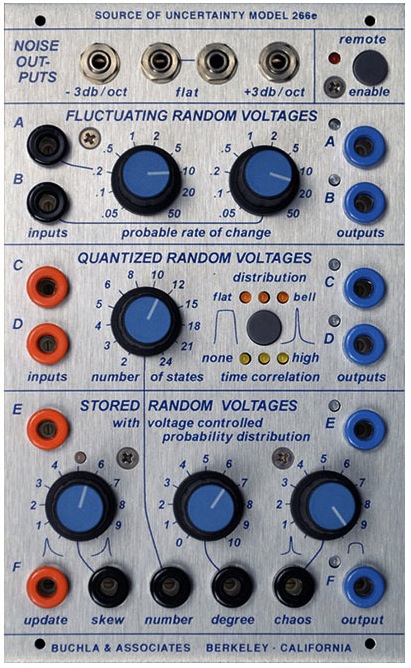 SOURCE OF UNCERTAINTY MODEL 266e
NOISE
OUT-
PUTS
- 3db/oct
flat
+3db/oct
remote
enable
FLUCTUATING RANDOM VOLTAGES
A
B
inputs
.05
.1
.2
.5
1
2
5
10
20
50
.05
.1
.2
.5
1
2
5
10
20
50
probable rate of change
A
B
outputs
QUANTIZED RANDOM VOLTAGES
C
D
inputs
2
3
4
5
6
8
10
12
15
18
21
24
number of states
distribution
flat
bell
none
high
time correlation
C
D
outputs
STORED RANDOM VOLTAGES
with voltage controlled
probability distribution
E
F
1
2
3
4
6
7
8
9
0
1
2
3
4
5
6
7
8
9
10
1
2
3
4
5
6
7
8
9
E
F
update
skew
number
degree
chaos
output
BUCHLA & ASSOCIATES BERKELEY · CALIFORNIA